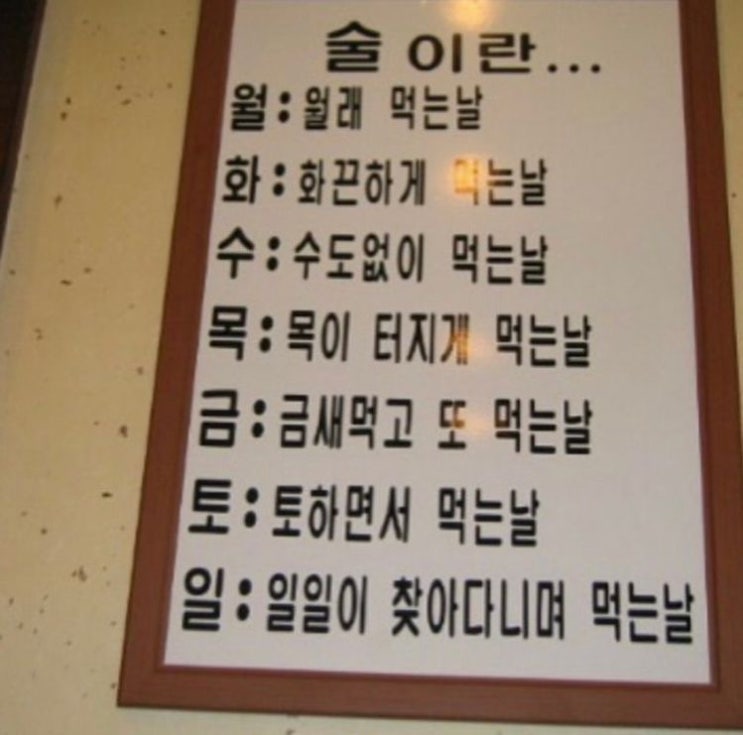 술 이란...
월:월래 먹는날
화:화끈하게 먹는날
수:수도없이 먹는날
목:목이 터지개 먹는날
금:금새먹고 또 먹는날
토:토하면서 먹는날
일:일일이 찾아다니며 먹는날